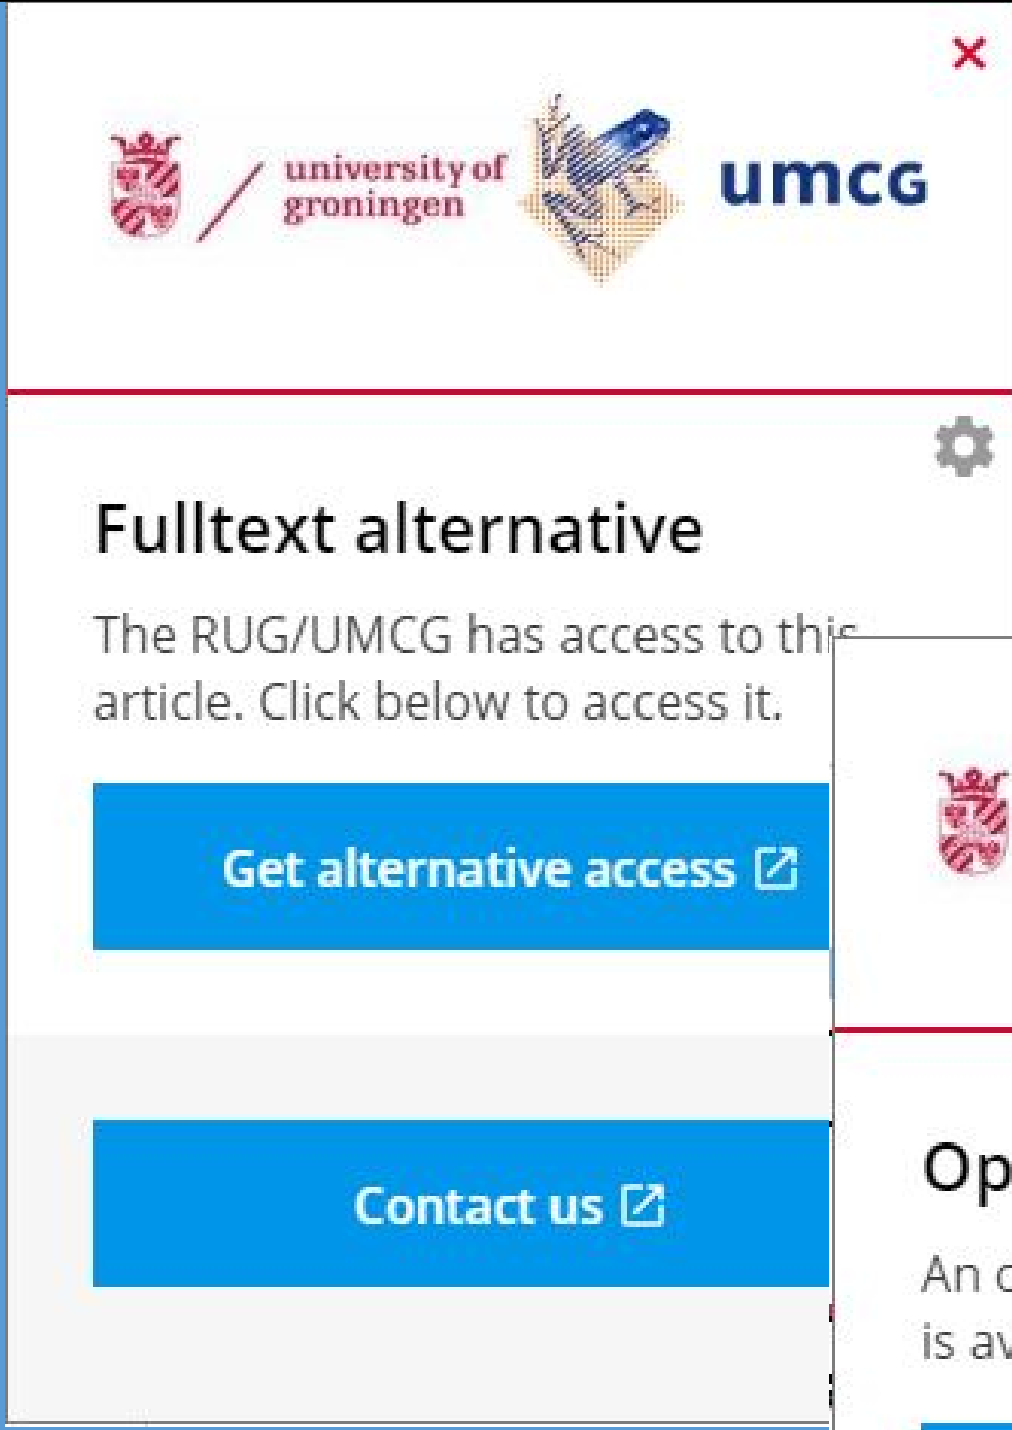 university of
groningen
umcg
Fulltext alternative
The RUG/UMCG has access to this
article. Click below to access it.
Get alternative access
Contact us
Op
An
is av